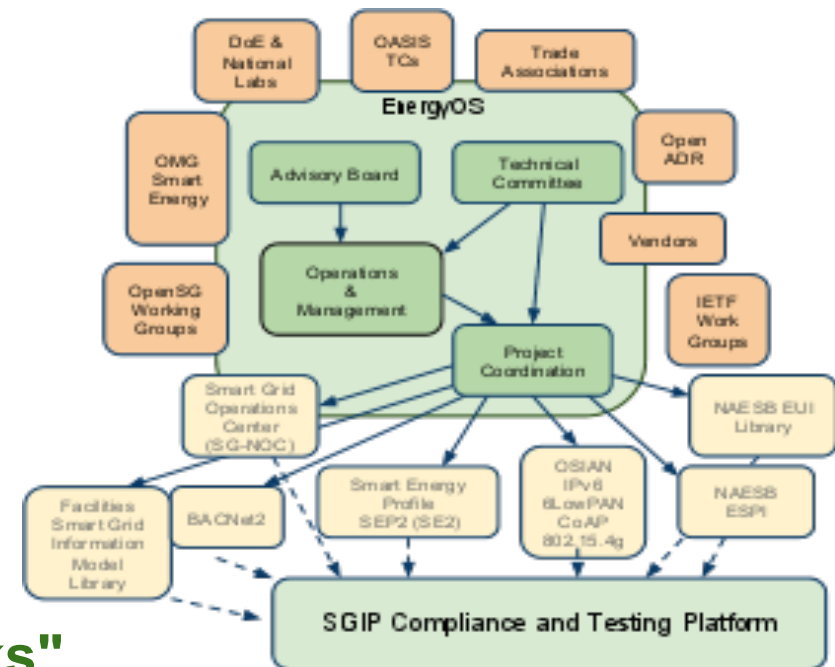 DoE &
National
Labs
OASIS
TCs
Trade
Associations
EnergyOS
Open
ADR
OMG
Smart
Energy
Advisory Board
Technical
Committee
Vendors
Operations
&
Management
OpenSG
Working
Groups
IETF
Work
Groups
Project
Coordination
Smart Grid
Operations
Center
(SG-NOC)
NAESB EUI
Library
Facilities
Smart Grid
Information
Model
Library
BACNet2
Smart Energy
Profile
SEP2 (SE2)
OSIAN
IPv6
6LowPAN
CoAP
802.15.4g
NAESB
ESPI
SGIP Compliance and Testing Platform
s"